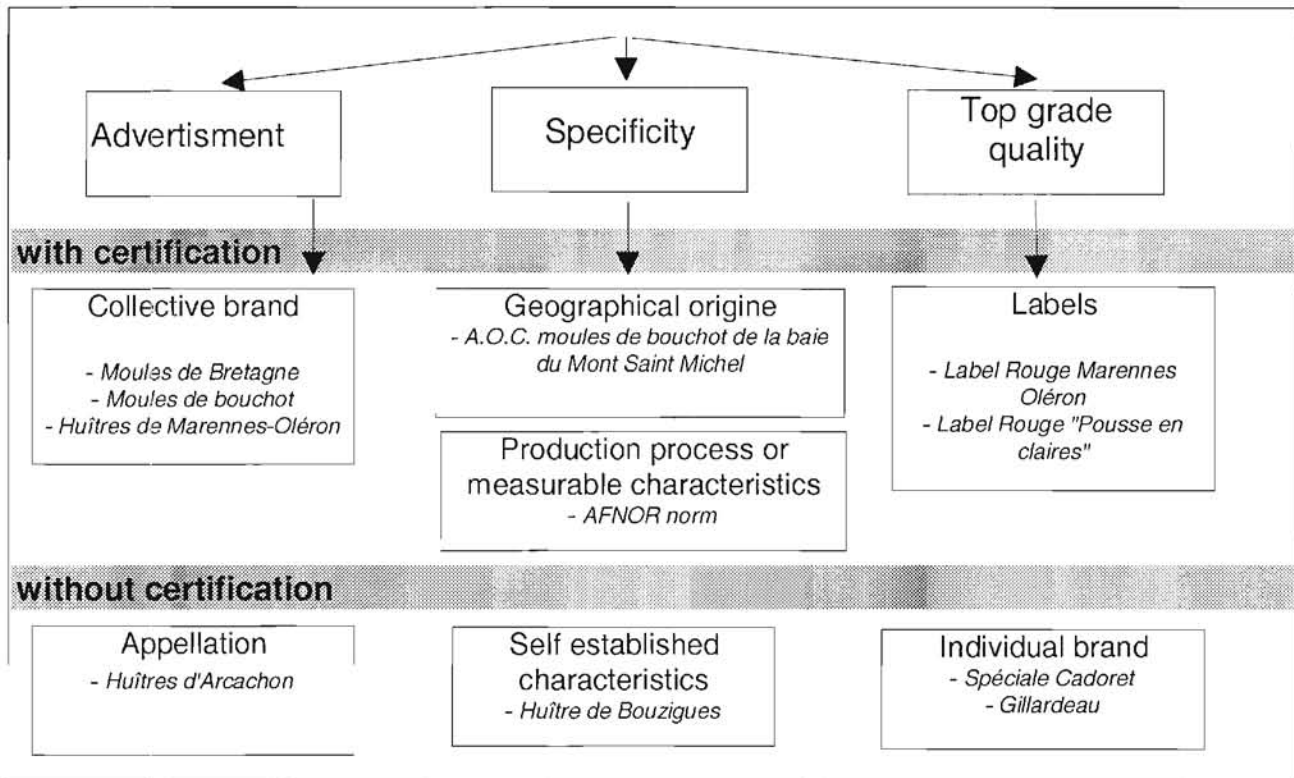 Advertisment
Specificity
Top grade
quality
with certification
Collective brand
- Moules de Bretagne
- Moules de bouchot
- Huîtres de Marennes-Oléron
Geographical origine
- A.O.C. moules de bouchot de la baie
du Mont Saint Michel
Production process or
measurable characteristics
- AFNOR norm
Labels
- Label Rouge Marennes
Oléron
- Label Rouge "Pousse en
claires"
without certification
Appellation
- Huîtres d'Arcachon
Self established
characteristics
- Huître de Bouzigues
Individual brand
- Spéciale Cadoret
- Gillardeau